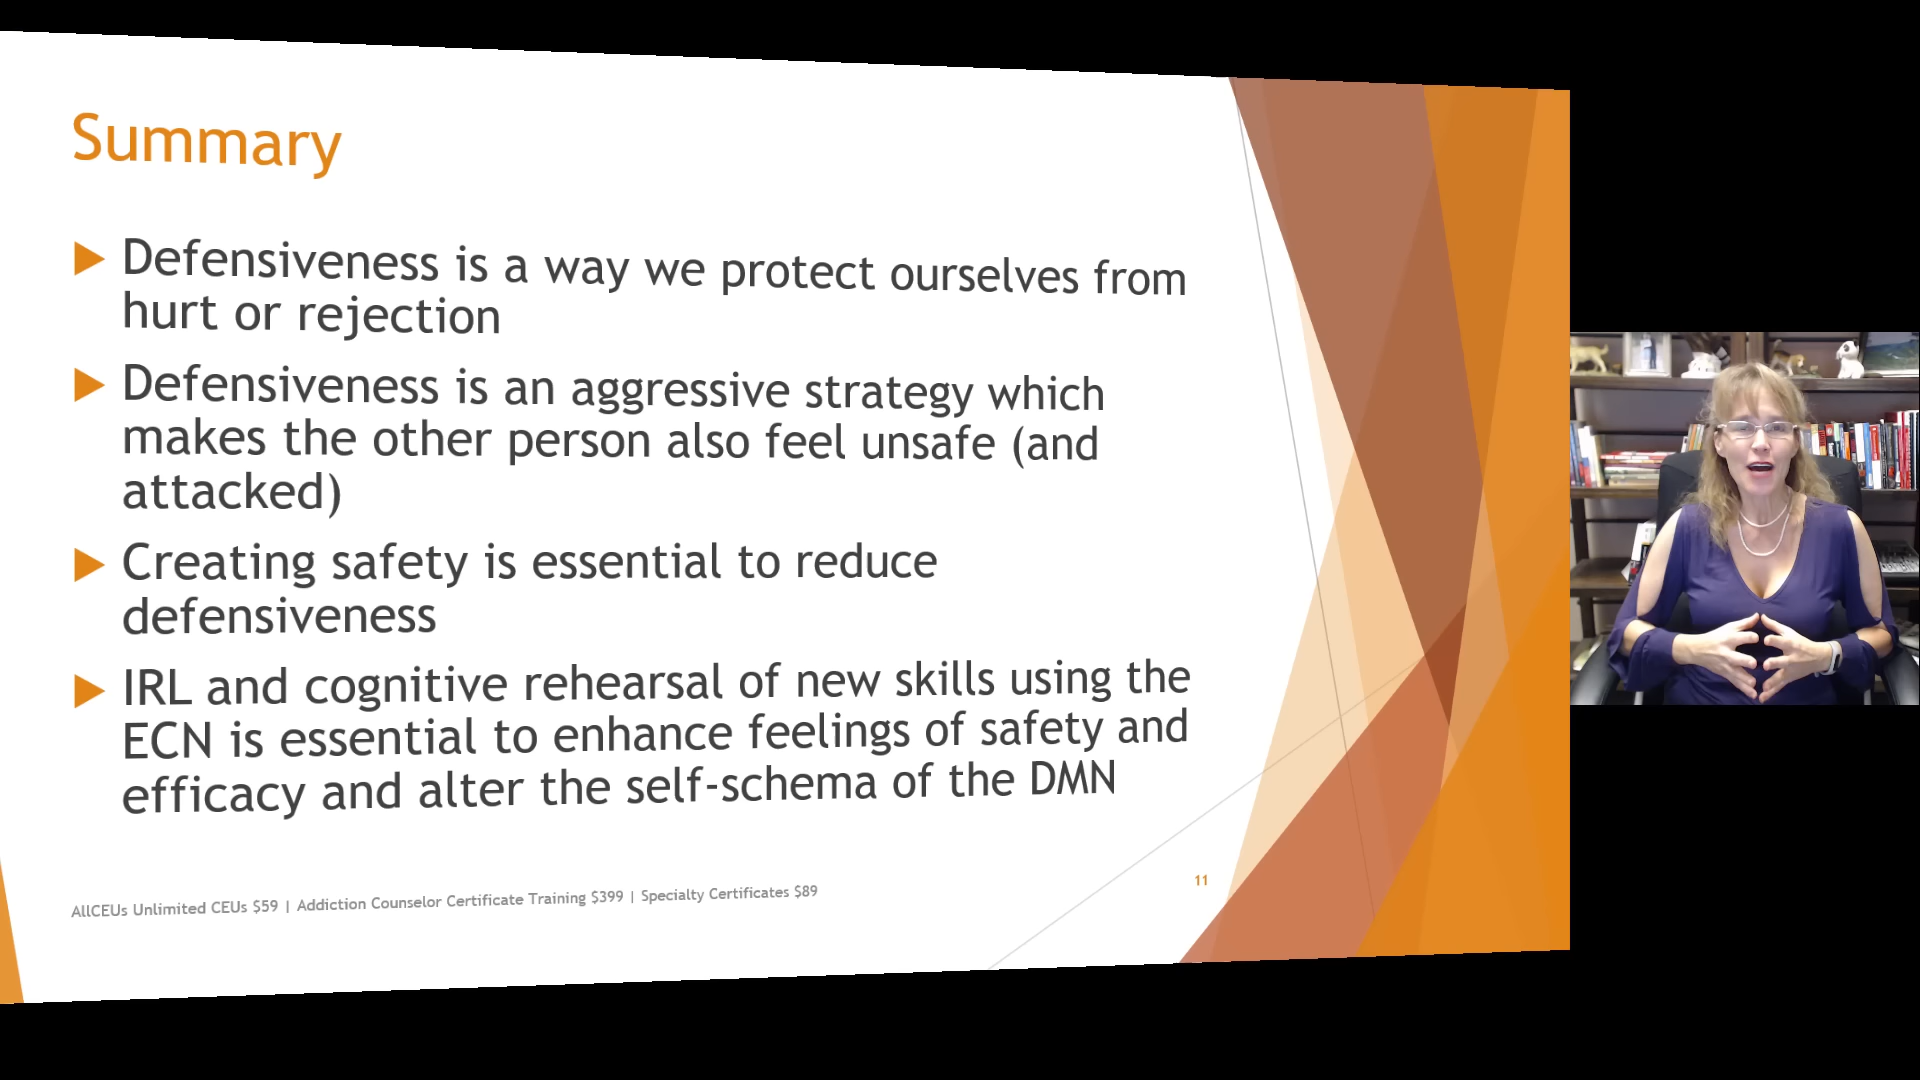 Summary
Defensiveness is a way we protect ourselves from
hurt or rejection
Defensiveness is an aggressive strategy which
makes the other person also feel unsafe (and
attacked)
Creating safety is essential to reduce
defensiveness
IRL and cognitive rehearsal of new skills using the
ECN is essential to enhance feelings of safety and
efficacy and alter the self-schema of the DMN
AllCEUs Unlimited CEUs $59 | Addiction Counselor Certificate Training $399 | Specialty Certificates $89
11